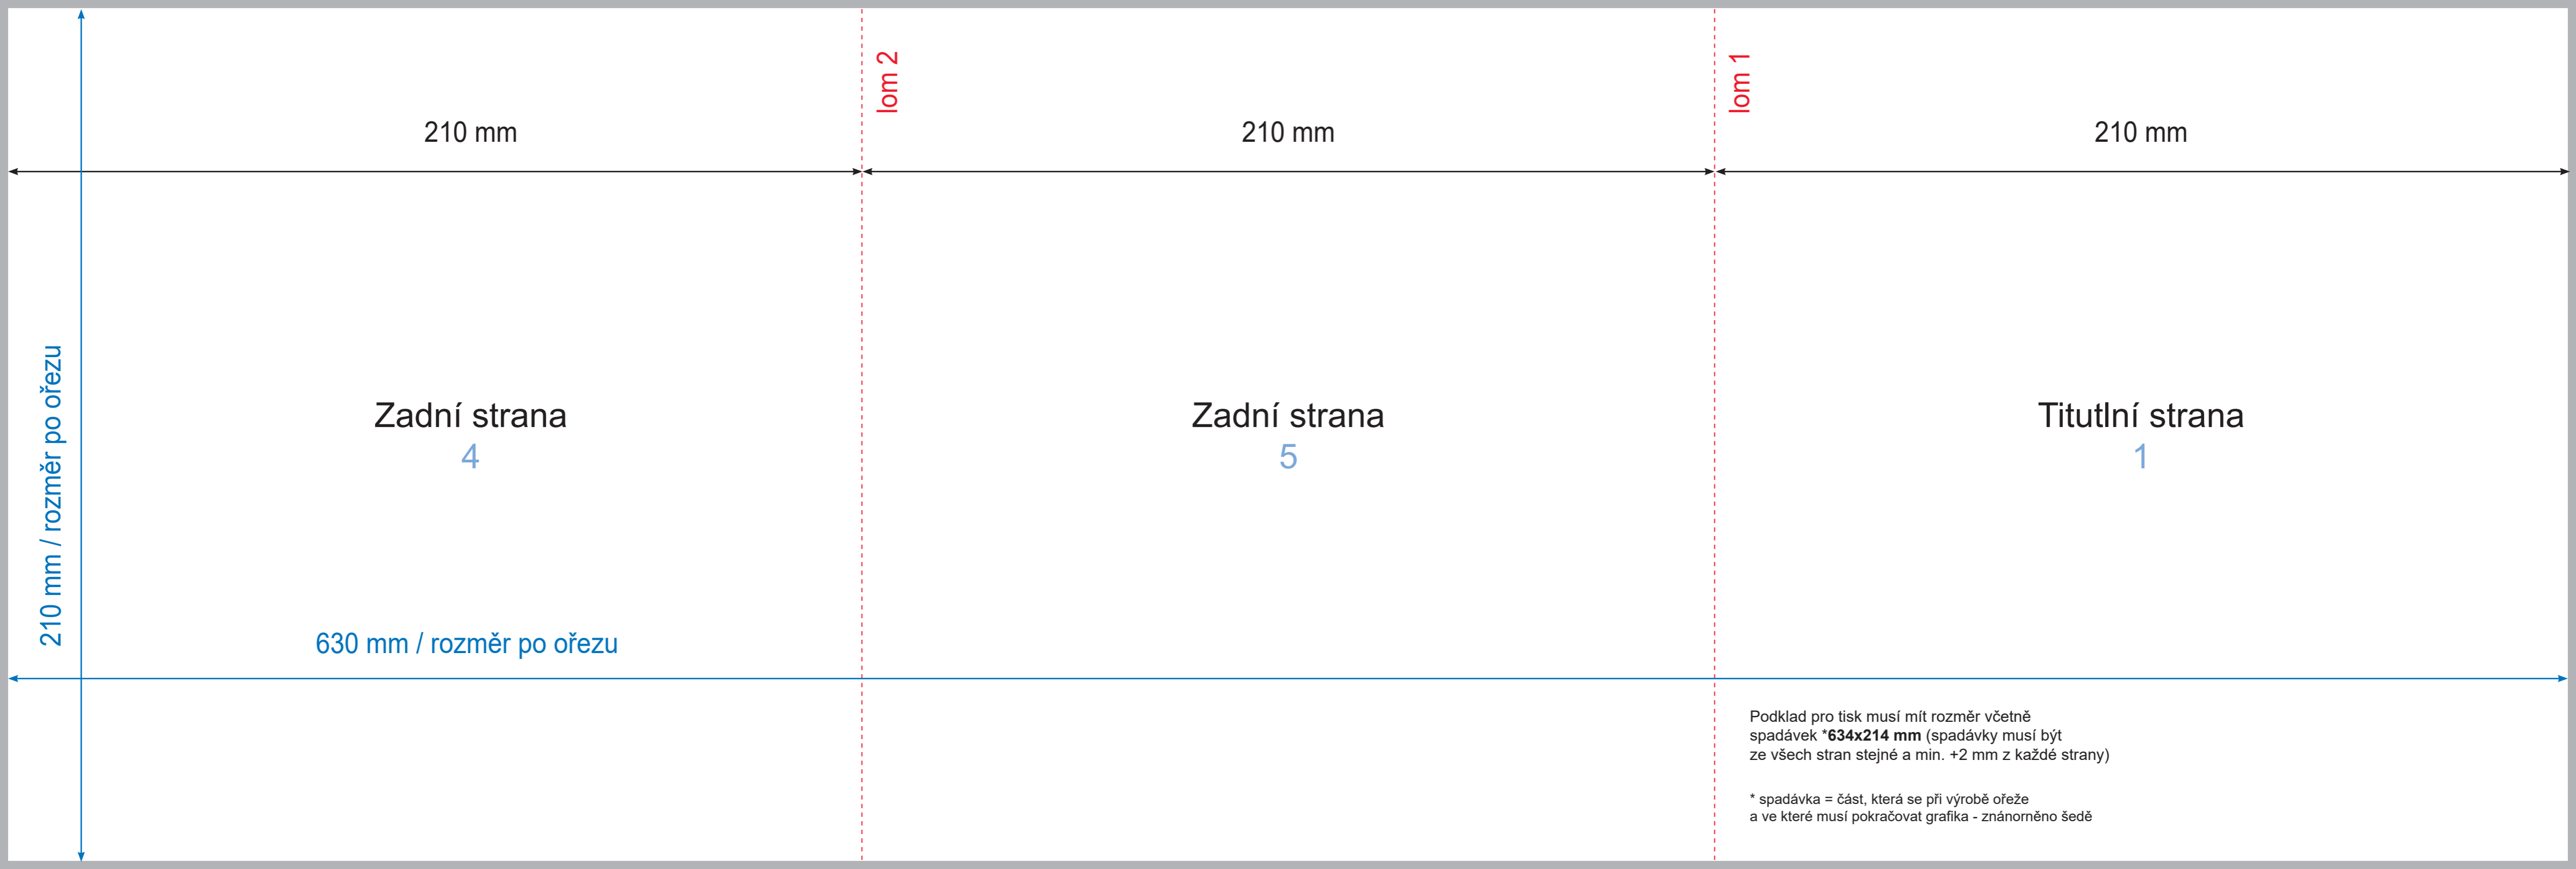 lom 2
lom 1
210 mm
210 mm
210 mm
210 mm / rozměr po ořezu
Zadní strana
4
Zadní strana
5
Titutlní strana
1
630 mm / rozměr po ořezu
Podklad pro tisk musí mít rozměr včetně
spadávek *634x214 mm (spadávky musí být
ze všech stran stejné a min. +2 mm z každé strany)
* spadávka = část, která se při výrobě ořeže
a ve které musí pokračovat grafika - znánorněno šedě